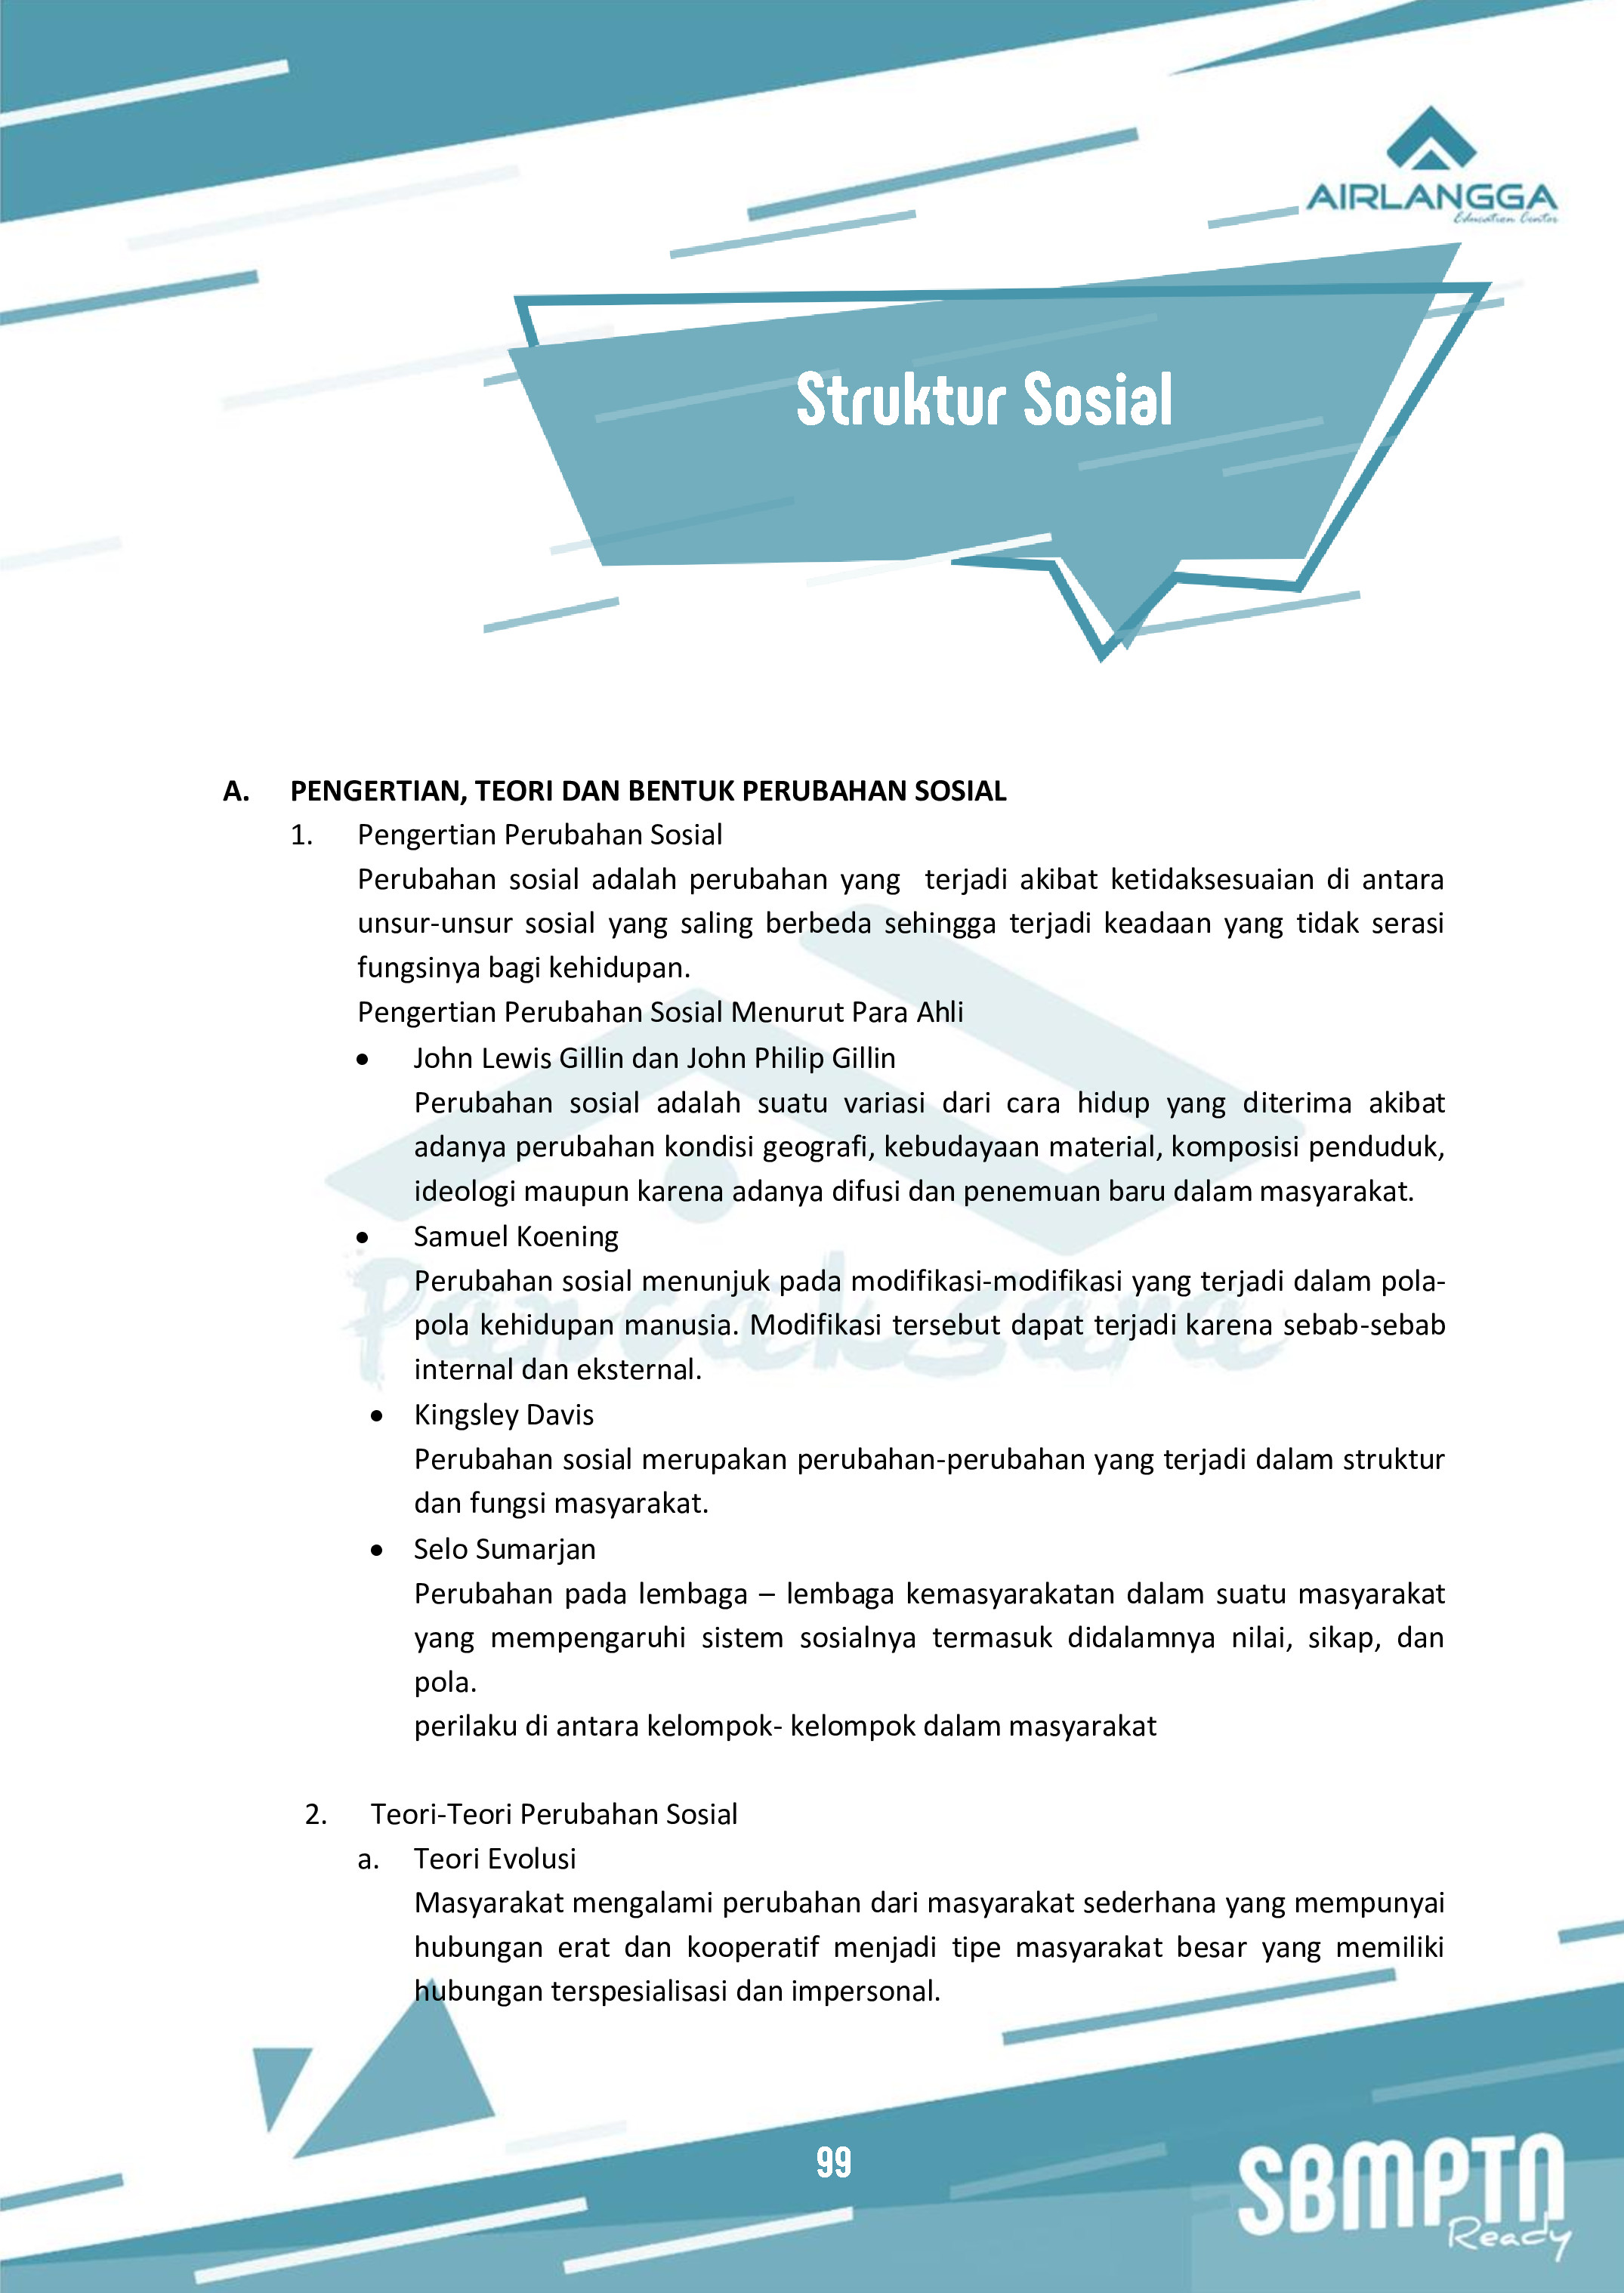 AIRLANGGA
Education Center
Struktur Sosial
A. PENGERTIAN, TEORI DAN BENTUK PERUBAHAN SOSIAL
1. Pengertian Perubahan Sosial
Perubahan sosial adalah perubahan yang terjadi akibat ketidaksesuaian di antara
unsur-unsur sosial yang saling berbeda sehingga terjadi keadaan yang tidak serasi
fungsinya bagi kehidupan.
Pengertian Perubahan Sosial Menurut Para Ahli
• John Lewis Gillin dan John Philip Gillin
Perubahan sosial adalah suatu variasi dari cara hidup yang diterima akibat
adanya perubahan kondisi geografi, kebudayaan material, komposisi penduduk,
ideologi maupun karena adanya difusi dan penemuan baru dalam masyarakat.
• Samuel Koening
Perubahan sosial menunjuk pada modifikasi-modifikasi yang terjadi dalam pola-
pola kehidupan manusia. Modifikasi tersebut dapat terjadi karena sebab-sebab
internal dan eksternal.
• Kingsley Davis
Perubahan sosial merupakan perubahan-perubahan yang terjadi dalam struktur
dan fungsi masyarakat.
• Selo Sumarjan
Perubahan pada lembaga – lembaga kemasyarakatan dalam suatu masyarakat
yang mempengaruhi sistem sosialnya termasuk didalamnya nilai, sikap, dan
pola.
perilaku di antara kelompok- kelompok dalam masyarakat
2. Teori-Teori Perubahan Sosial
a. Teori Evolusi
Masyarakat mengalami perubahan dari masyarakat sederhana yang mempunyai
hubungan erat dan kooperatif menjadi tipe masyarakat besar yang memiliki
hubungan terspesialisasi dan impersonal.
Pancaksara
99
SBMPTN
Ready